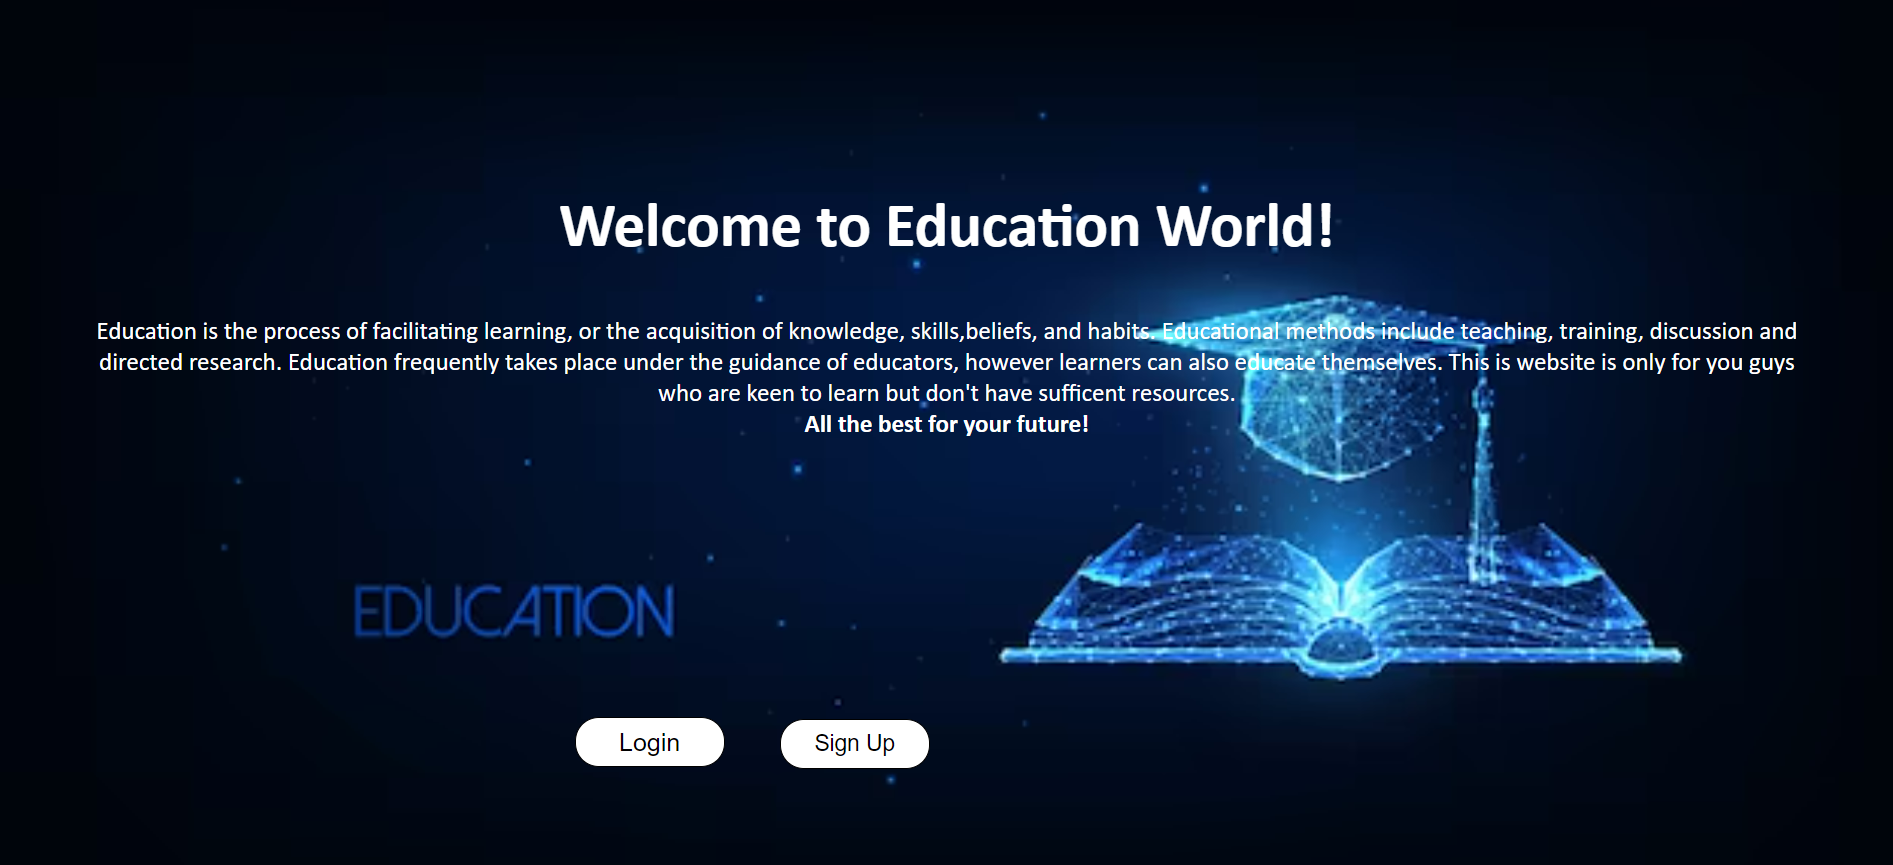 Welcome to Education World!
Education is the process of facilitating learning, or the acquisition of knowledge, skills,beliefs, and habits. Educational methods include teaching, training, discussion and
directed research. Education frequently takes place under the guidance of educators, however learners can also educate themselves. This is website is only for you guys
who are keen to learn but don't have sufficent resources.
All the best for your future!
EDUCATION
Login
Sign Up